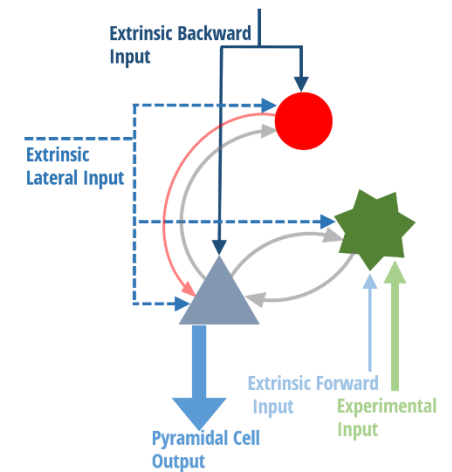 Extrinsic Backward
Input
Extrinsic
Lateral Input
Extrinsic Forward
Input
Experimental
Input
Pyramidal Cell
Output